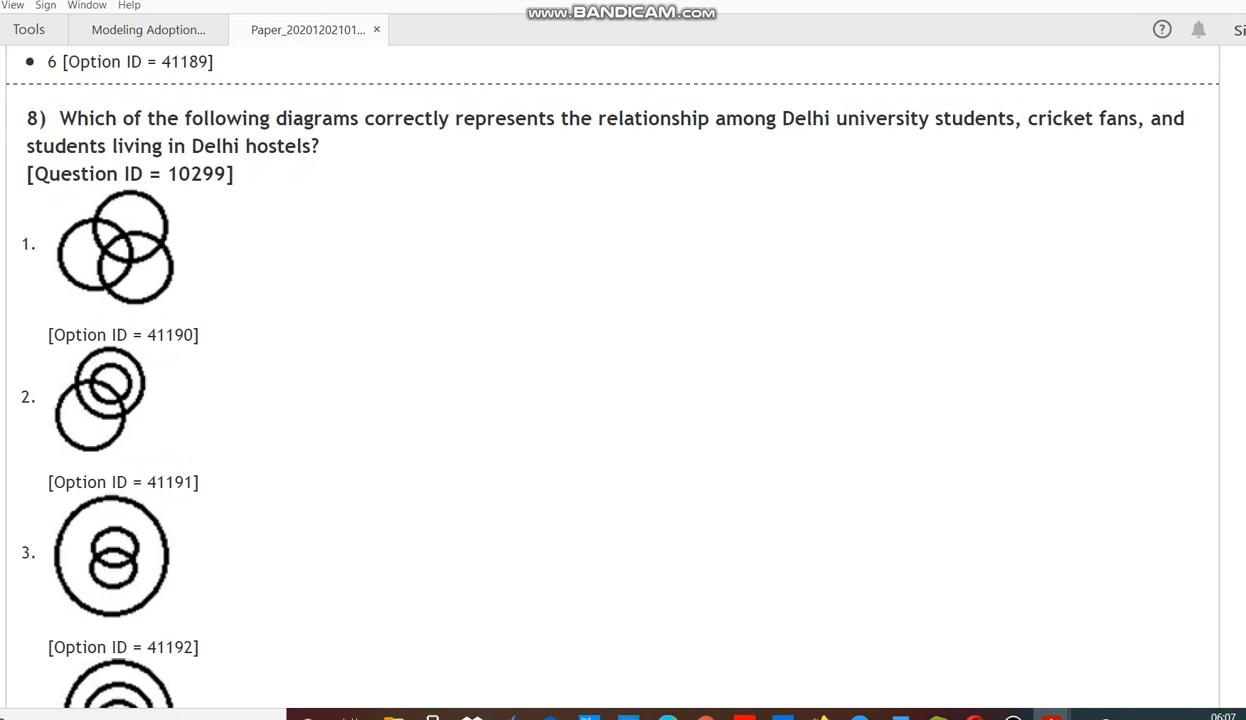 View Sign Window Help
www.BANDICAM.com
Tools Modeling Adoption... Paper_20201202101... ×
• 6 [Option ID = 41189]
8) Which of the following diagrams correctly represents the relationship among Delhi university students, cricket fans, and
students living in Delhi hostels?
[Question ID = 10299]
1.
[Option ID = 41190]
2.
[Option ID = 41191]
3.
[Option ID = 41192]
06:07